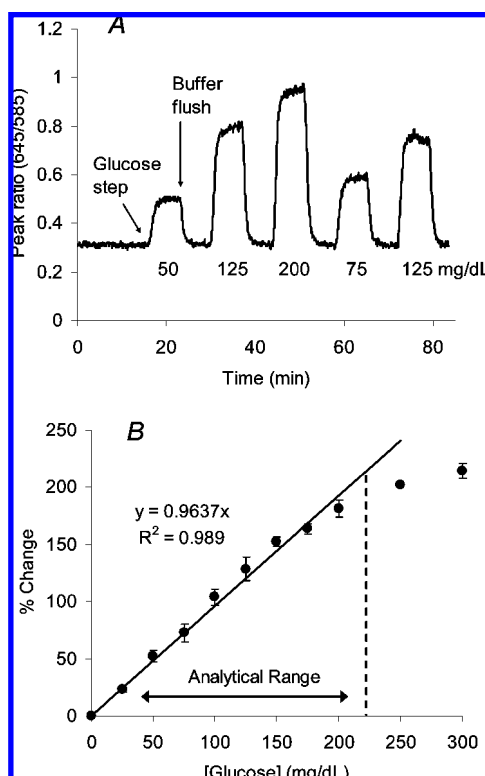 A
1.2
1
0.8
0.6
0.4
0.2
0
Peak ratio (645/585)
Buffer
flush
Glucose
step
50 125 200 75 125 mg/dL
0 20 40 60 80
Time (min)
B
250
200
150
100
50
0
% Change
y = 0.9637x
R² = 0.989
Analytical Range
0 50 100 150 200 250 300
[Glucose] (mg/dL)